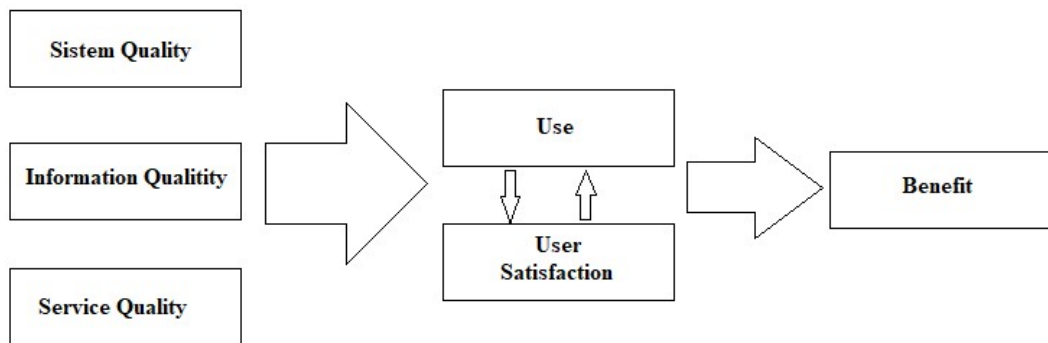 Sistem Quality
Information Qualitity
Service Quality
Use
User
Satisfaction
Benefit